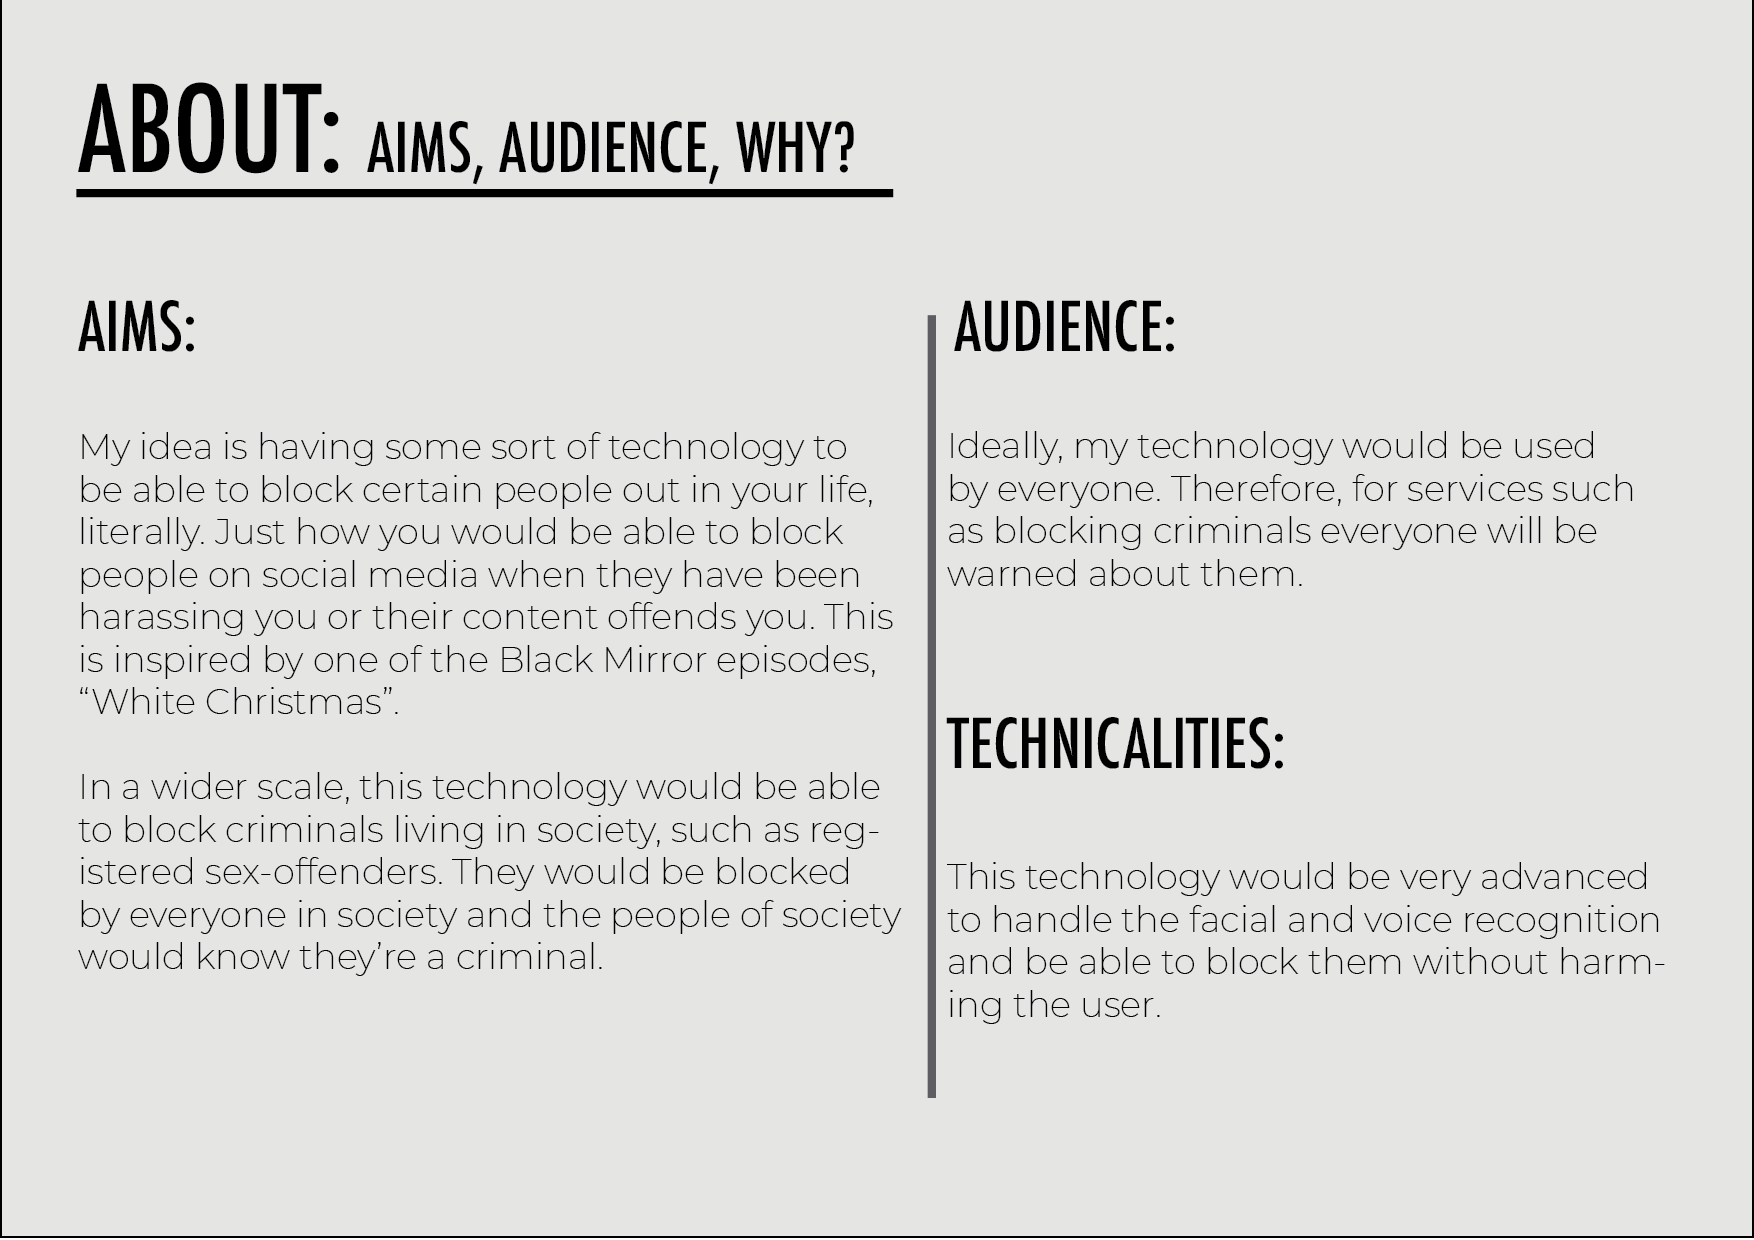 ABOUT: AIMS, AUDIENCE, WHY?
AIMS:
My idea is having some sort of technology to
be able to block certain people out in your life,
literally. Just how you would be able to block
people on social media when they have been
harassing you or their content offends you. This
is inspired by one of the Black Mirror episodes,
“White Christmas”.
In a wider scale, this technology would be able
to block criminals living in society, such as reg-
istered sex-offenders. They would be blocked
by everyone in society and the people of society
would know they’re a criminal.
AUDIENCE:
Ideally, my technology would be used
by everyone. Therefore, for services such
as blocking criminals everyone will be
warned about them.
TECHNICALITIES:
This technology would be very advanced
to handle the facial and voice recognition
and be able to block them without harm-
ing the user.